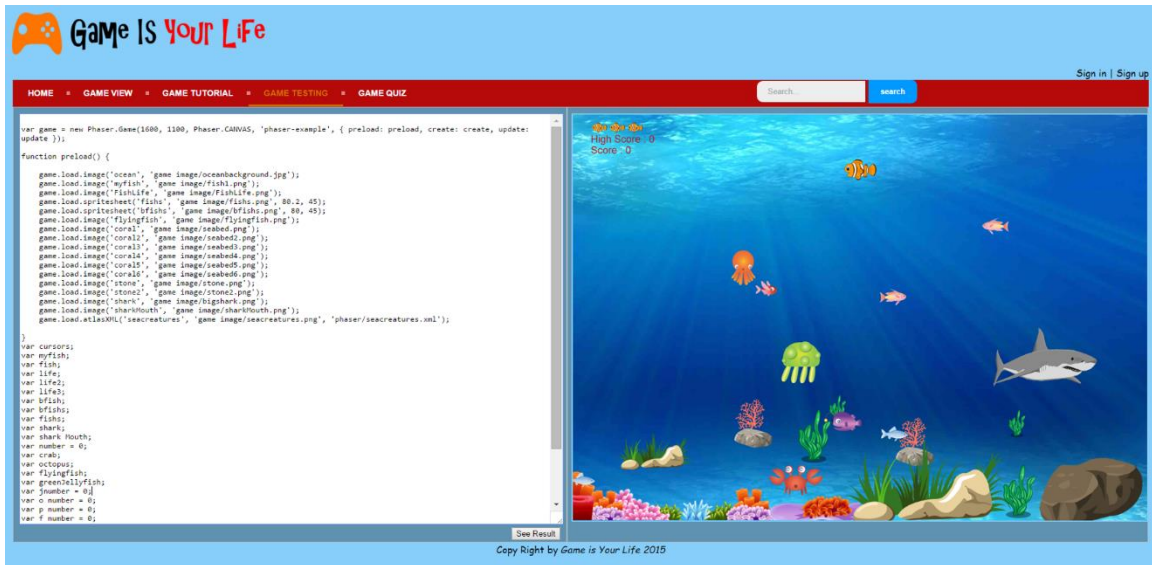 Game Is Your Life
Sign in | Sign up
HOME
GAME VIEW
GAME TUTORIAL
GAME TESTING
GAME QUIZ
Search...
search
var game = new Phaser.Game(1600, 1100, Phaser.CANVAS, 'phaser-example', { preload: preload, create: create, update:
update });
function preload() {
game.load.image('ocean', 'game image/oceanbackground.jpg');
game.load.image('myfish', 'game image/fish1.png');
game.load.image('FishLife', 'game image/FishLife.png');
game.load.spritesheet('fishs', 'game image/fishs.png', 80.2, 45);
game.load.spritesheet('bfishs', 'game image/bfishs.png', 80, 45);
game.load.image('flyingfish', 'game image/flyingfish.png');
game.load.image('coral', 'game image/seabed.png');
game.load.image('coral2', 'game image/seabed2.png');
game.load.image('coral3', 'game image/seabed3.png');
game.load.image('coral4', 'game image/seabed4.png');
game.load.image('coral5', 'game image/seabed5.png');
game.load.image('coral6', 'game image/seabed6.png');
game.load.image('stone', 'game image/stone.png');
game.load.image('stone2', 'game image/stone2.png');
game.load.image('shark', 'game image/bigshark.png');
game.load.image('sharkMouth', 'game image/sharkMouth.png');
game.load.atlasXML('seacreatures', 'game image/seacreatures.png', 'phaser/seacreatures.xml');
}
var cursors;
var myfish;
var fish;
var life;
var life2;
var life3;
var bfish;
var bfishs;
var fishs;
var shark;
var shark Mouth;
var number = 0;
var crab;
var octopus;
var flyingfish;
var greenJellyfish;
var jnumber = 0;
var o number = 0;
var p number = 0;
var f number = 0;
See Result
High Score : 0
Score : 0
Copy Right by Game is Your Life 2015